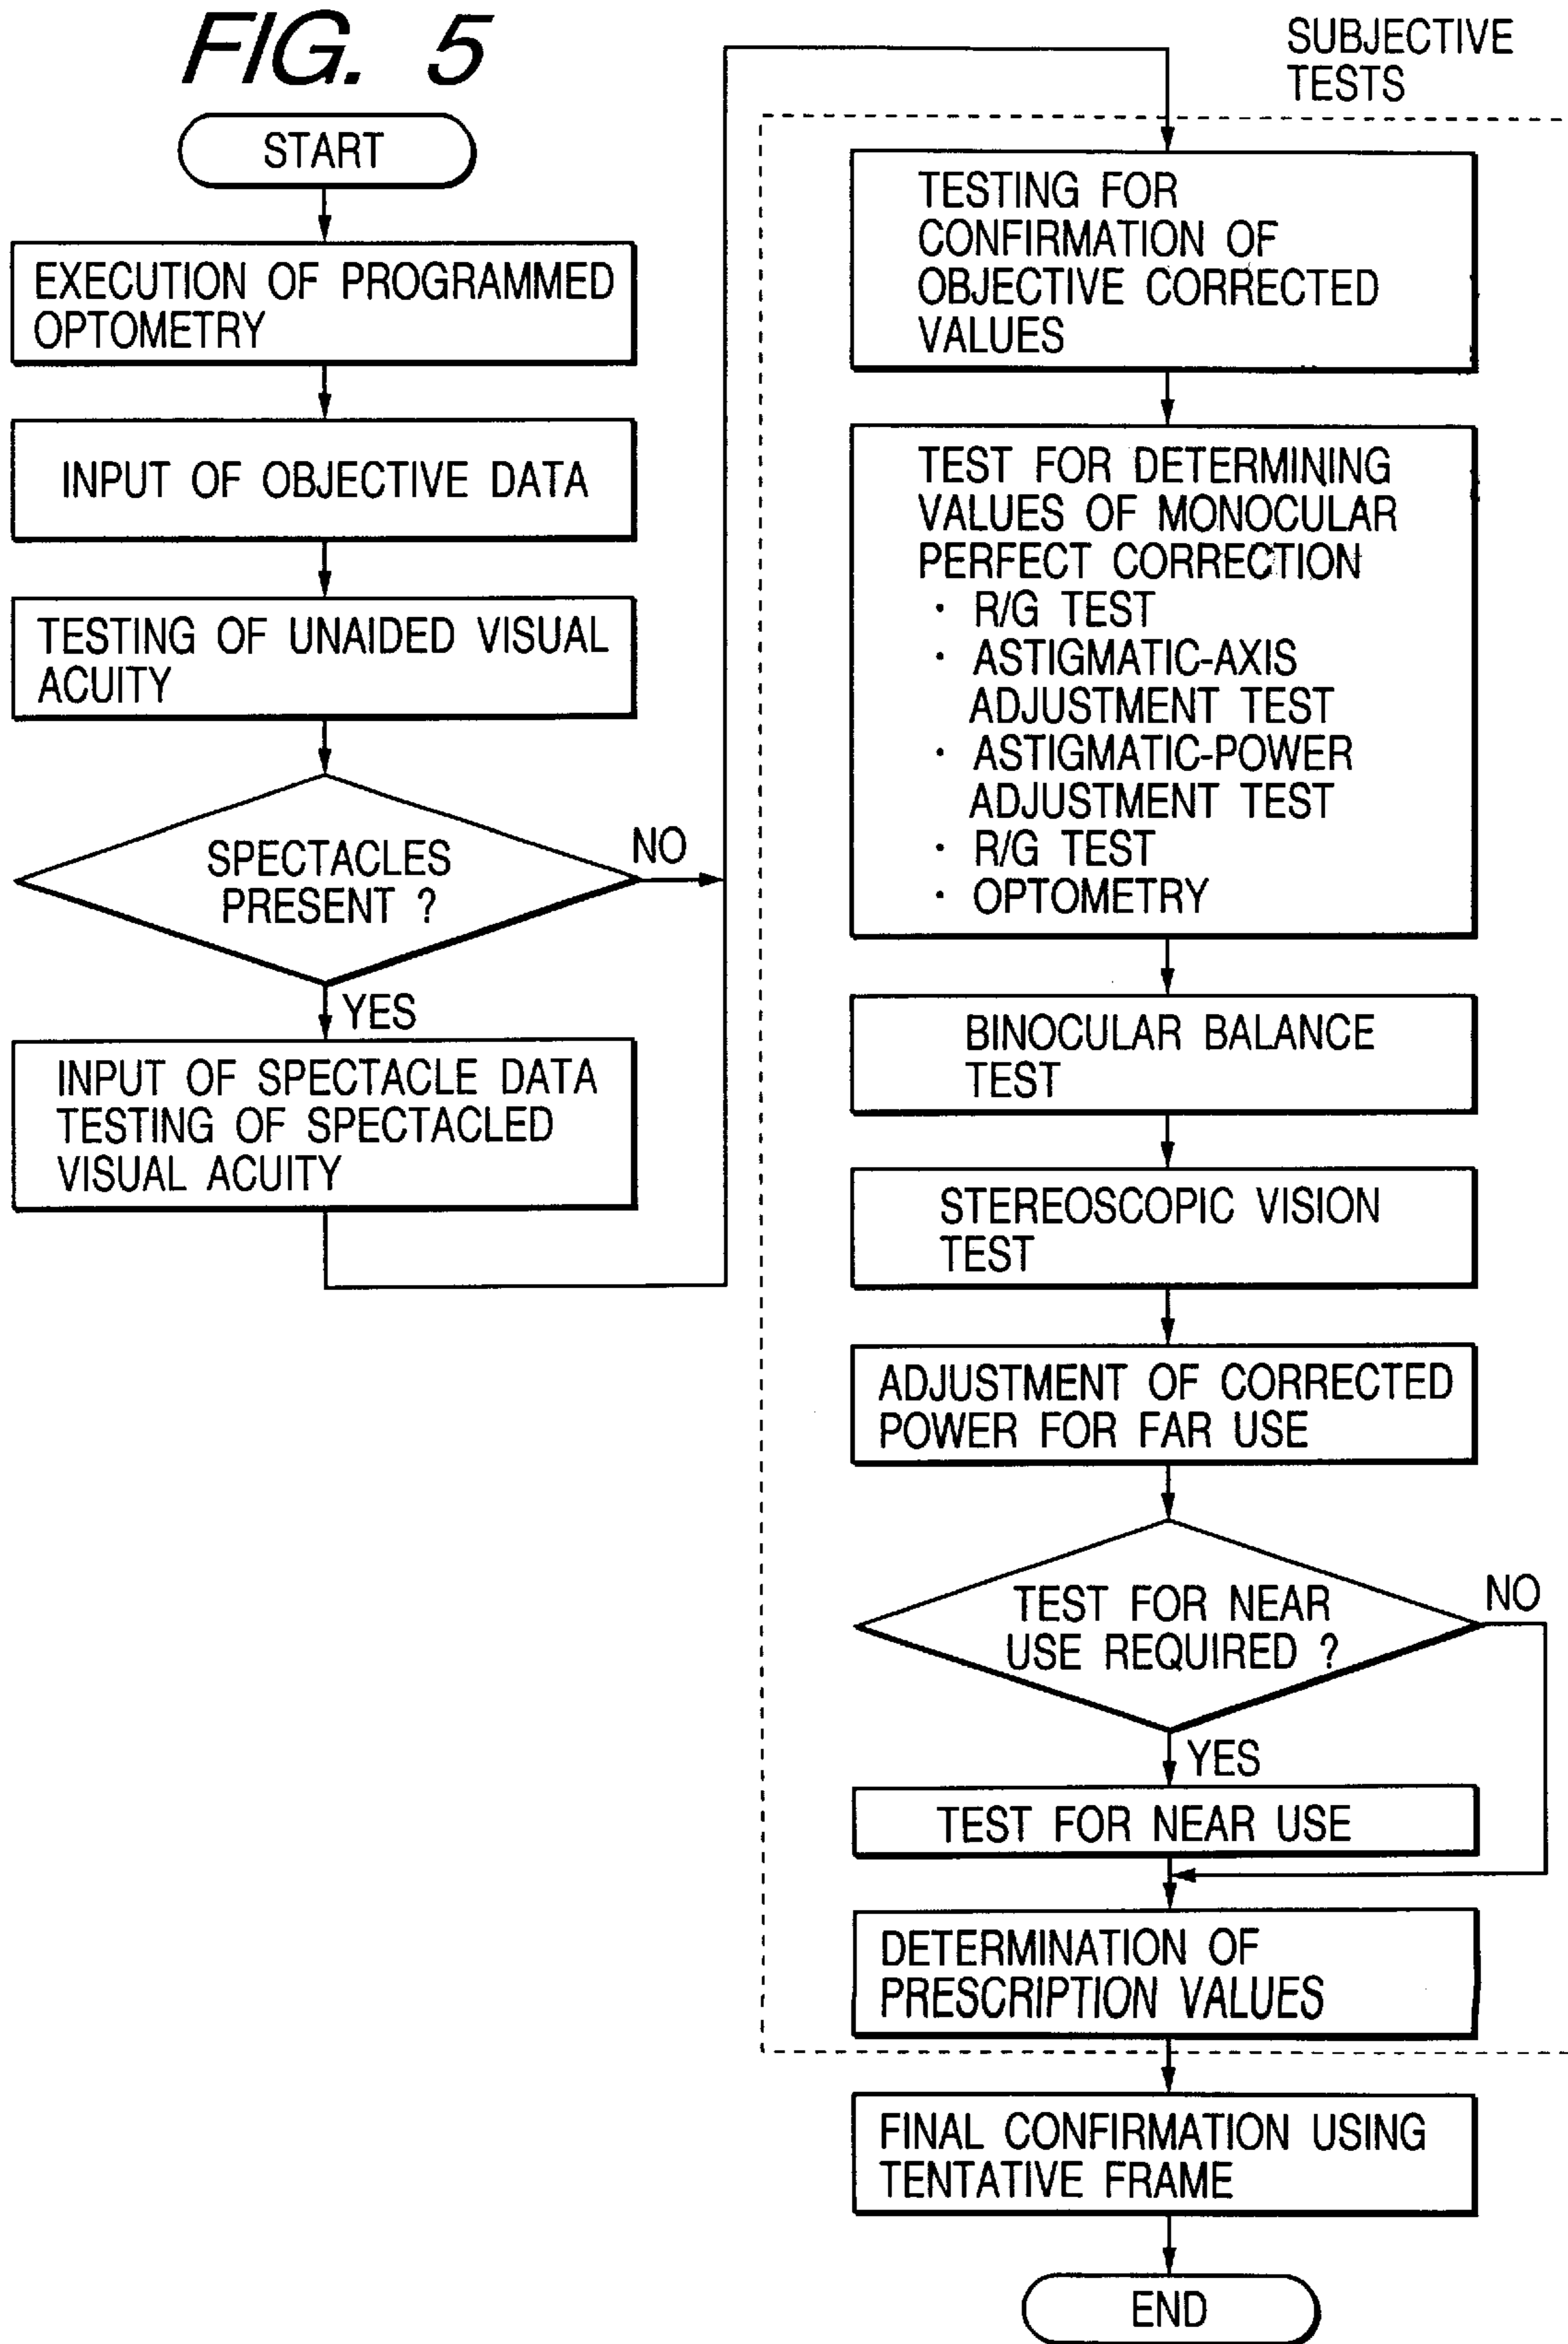 FIG. 5
START
EXECUTION OF PROGRAMMED
OPTOMETRY
INPUT OF OBJECTIVE DATA
TESTING OF UNAIDED VISUAL
ACUITY
SPECTACLES
PRESENT ?
NO
YES
INPUT OF SPECTACLE DATA
TESTING OF SPECTACLED
VISUAL ACUITY
SUBJECTIVE
TESTS
TESTING FOR
CONFIRMATION OF
OBJECTIVE CORRECTED
VALUES
TEST FOR DETERMINING
VALUES OF MONOCULAR
PERFECT CORRECTION
· R/G TEST
· ASTIGMATIC-AXIS
ADJUSTMENT TEST
· ASTIGMATIC-POWER
ADJUSTMENT TEST
· R/G TEST
· OPTOMETRY
BINOCULAR BALANCE
TEST
STEREOSCOPIC VISION
TEST
ADJUSTMENT OF CORRECTED
POWER FOR FAR USE
TEST FOR NEAR
USE REQUIRED ?
NO
YES
TEST FOR NEAR USE
DETERMINATION OF
PRESCRIPTION VALUES
FINAL CONFIRMATION USING
TENTATIVE FRAME
END